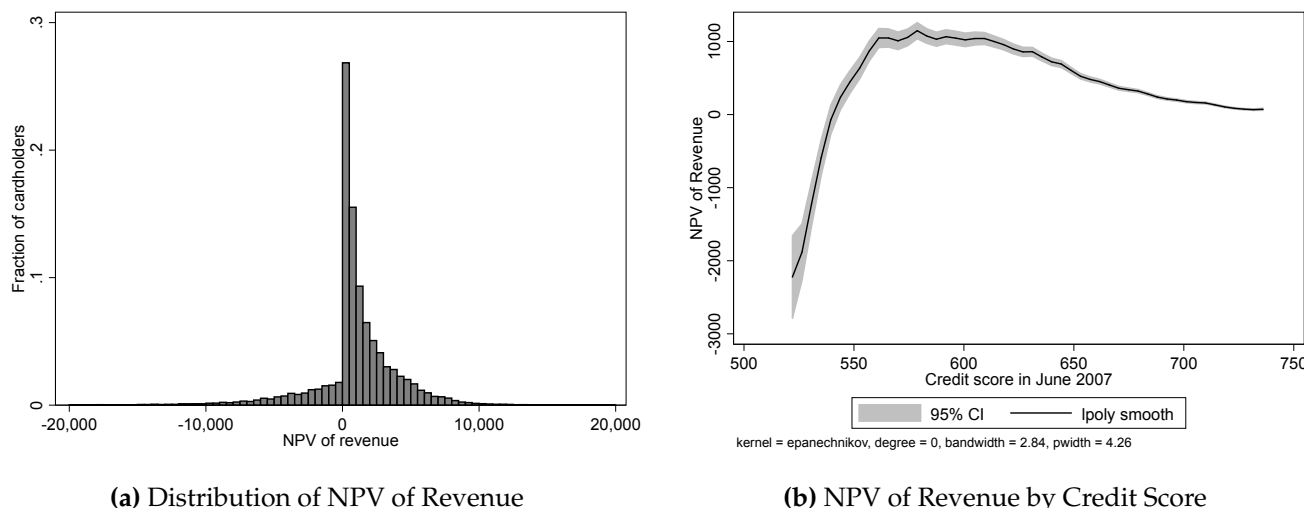 Fraction of cardholders
.3
.2
.1
0
-20,000 -10,000 0 10,000 20,000
NPV of revenue
(a) Distribution of NPV of Revenue
NPV of Revenue
1000
0
-1000
-2000
-3000
500 550 600 650 700 750
Credit score in June 2007
95% CI lpoly smooth
kernel = epanechnikov, degree = 0, bandwidth = 2.84, pwidth = 4.26
(b) NPV of Revenue by Credit Score